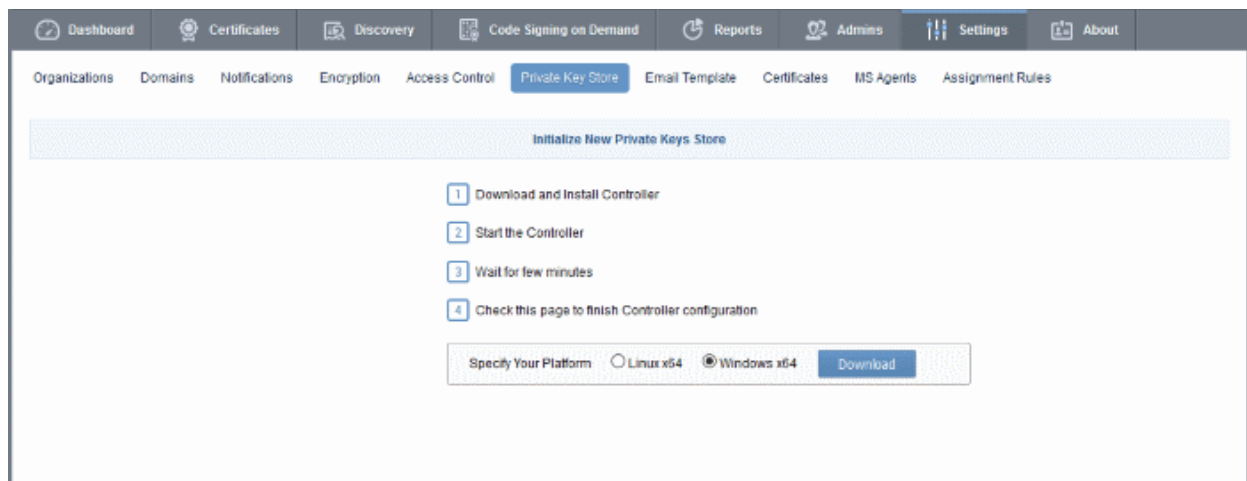 Dashboard Certificates Discovery Code Signing on Demand Reports Admins Settings About
Organizations Domains Notifications Encryption Access Control Private Key Store Email Template Certificates MS Agents Assignment Rules
Initialize New Private Keys Store
1 Download and Install Controller
2 Start the Controller
3 Wait for few minutes
4 Check this page to finish Controller configuration
Specify Your Platform Linux x64 Windows x64 Download